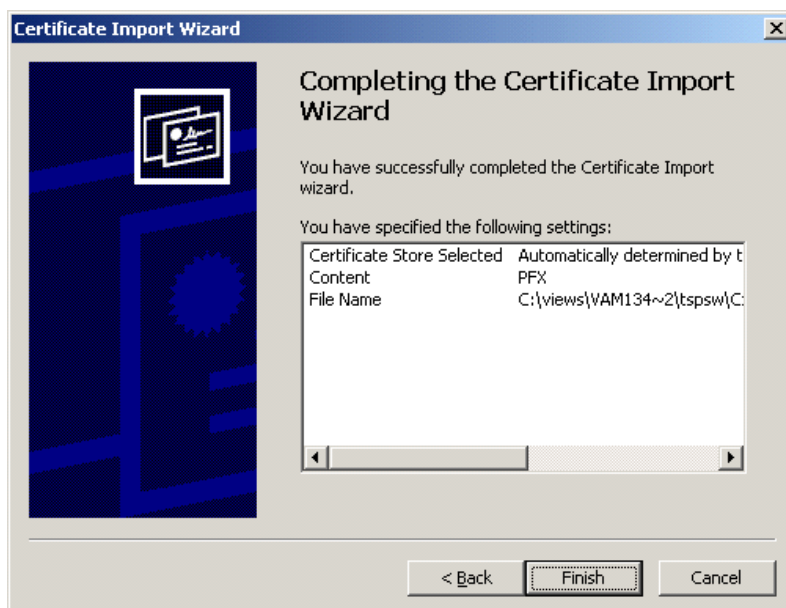 Certificate Import Wizard
Completing the Certificate Import
Wizard
You have successfully completed the Certificate Import
wizard.
You have specified the following settings:
Certificate Store Selected Automatically determined by t
Content PFX
File Name C:\views\VAM134~2\tspsw\C:
< Back Finish Cancel